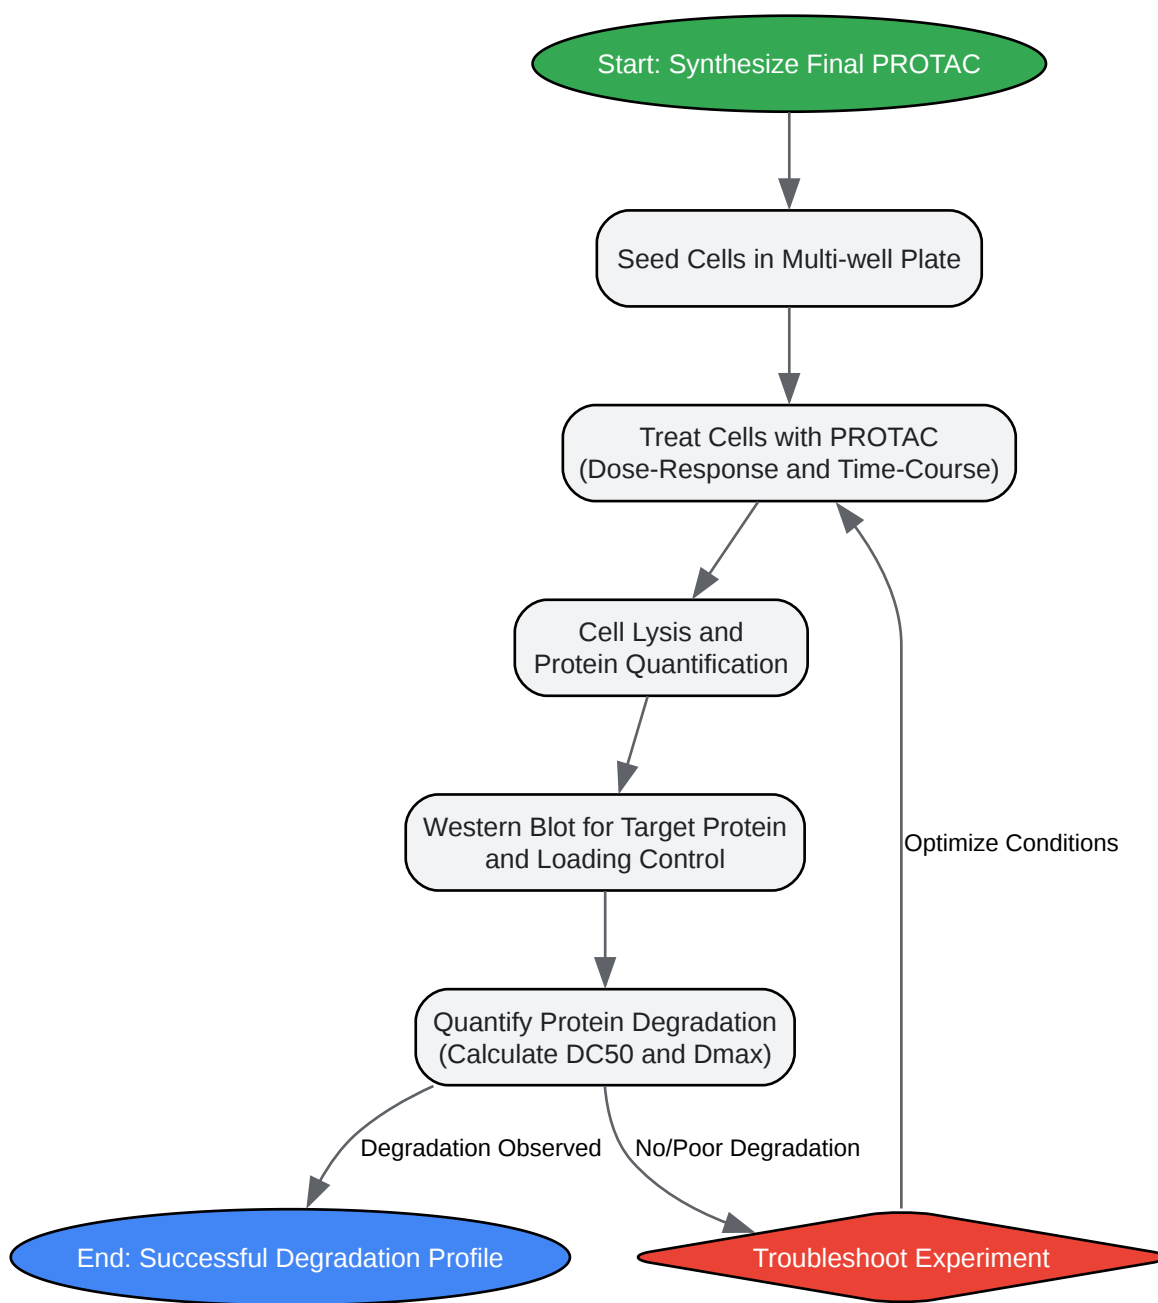 Start: Synthesize Final PROTAC
Seed Cells in Multi-well Plate
Treat Cells with PROTAC
(Dose-Response and Time-Course)
Cell Lysis and
Protein Quantification
Western Blot for Target Protein
and Loading Control
Optimize Conditions
Quantify Protein Degradation
(Calculate DC50 and Dmax)
Degradation Observed
No/Poor Degradation
End: Successful Degradation Profile
Troubleshoot Experiment